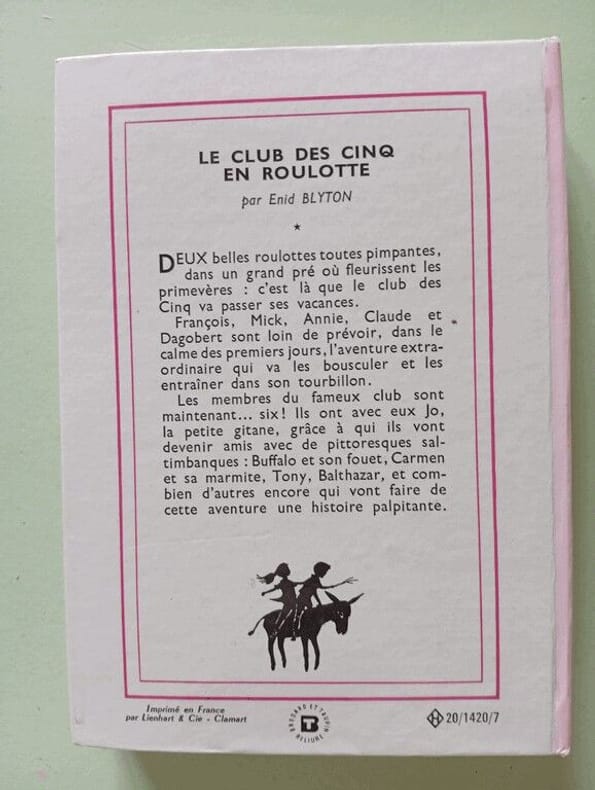 LE CLUB DES CINQ
EN ROULOTTE
par Enid BLYTON
★
DEUX belles roulottes toutes pimpantes,
dans un grand pré où fleurissent les
primevères : c'est là que le club des
Cinq va passer ses vacances.
François, Mick, Annie, Claude et
Dagobert sont loin de prévoir, dans le
calme des premiers jours, l'aventure extra-
ordinaire qui va les bousculer et les
entraîner dans son tourbillon.
Les membres du fameux club sont
maintenant... six! Ils ont avec eux Jo,
la petite gitane, grâce à qui ils vont
devenir amis avec de pittoresques sal-
timbanques : Buffalo et son fouet, Carmen
et sa marmite, Tony, Balthazar, et com-
bien d'autres encore qui vont faire de
cette aventure une histoire palpitante.
Imprimé en France
par Lienhart & Cie - Clamart
BRODARD ET TAUPIN
RELIURE
BT
H 20/1420/7